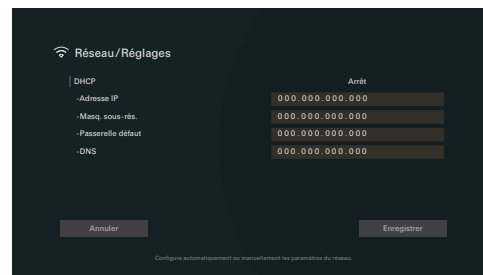 Réseau/Réglages
DHCP Arrêt
-Adresse IP 000.000.000.000
-Masq. sous-rés. 000.000.000.000
-Passerelle défaut 000.000.000.000
-DNS 000.000.000.000
Annuler Enregistrer
Configure automatiquement ou manuellement les paramètres du réseau.